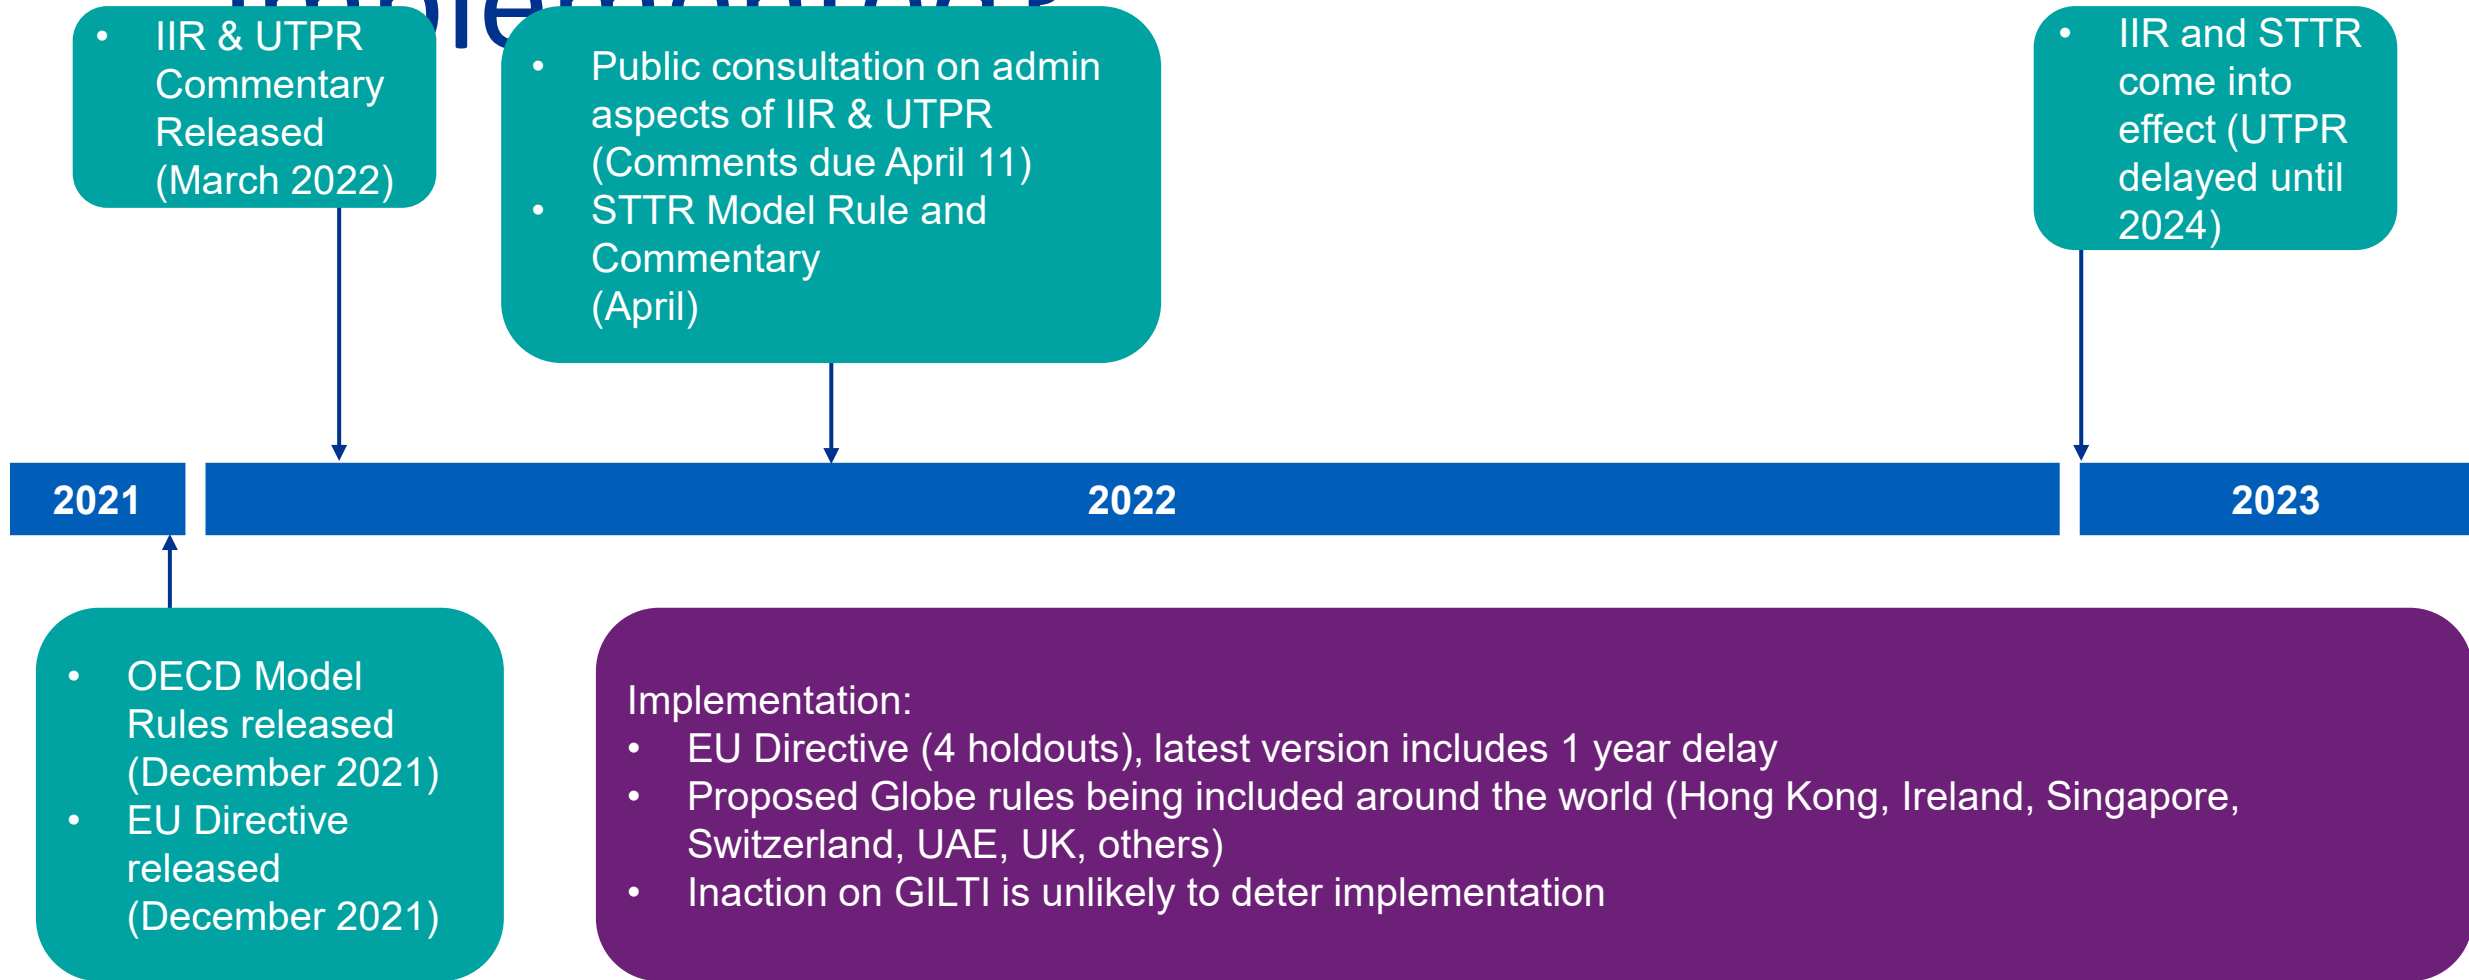 • IIR & UTPR
Commentary
Released
(March 2022)
• Public consultation on admin
aspects of IIR & UTPR
(Comments due April 11)
• STTR Model Rule and
Commentary
(April)
• IIR and STTR
come into
effect (UTPR
delayed until
2024)
2021
2022
2023
• OECD Model
Rules released
(December 2021)
• EU Directive
released
(December 2021)
Implementation:
• EU Directive (4 holdouts), latest version includes 1 year delay
• Proposed Globe rules being included around the world (Hong Kong, Ireland, Singapore,
Switzerland, UAE, UK, others)
• Inaction on GILTI is unlikely to deter implementation